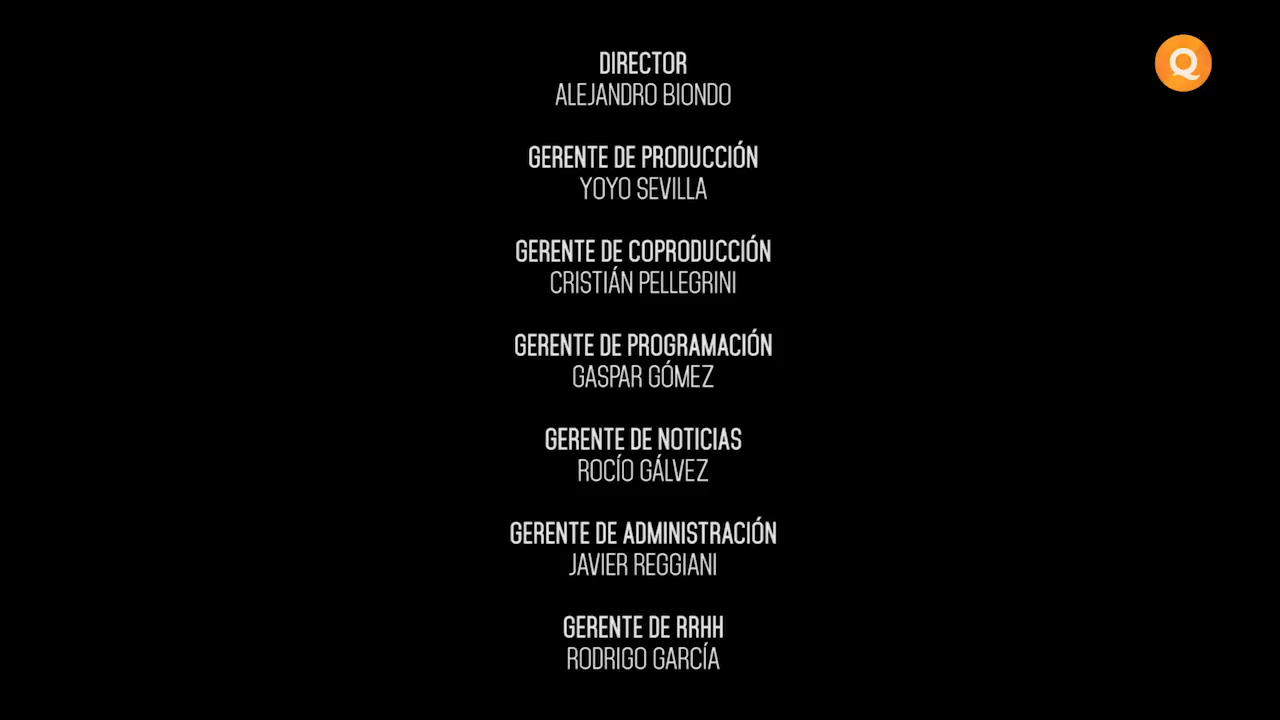 DIRECTOR
ALEJANDRO BIONDO
GERENTE DE PRODUCCIÓN
YOYO SEVILLA
GERENTE DE COPRODUCCIÓN
CRISTIÁN PELLEGRINI
GERENTE DE PROGRAMACIÓN
GASPAR GÓMEZ
GERENTE DE NOTICIAS
ROCÍO GÁLVEZ
GERENTE DE ADMINISTRACIÓN
JAVIER REGGIANI
GERENTE DE RRHH
RODRIGO GARCÍA
Q